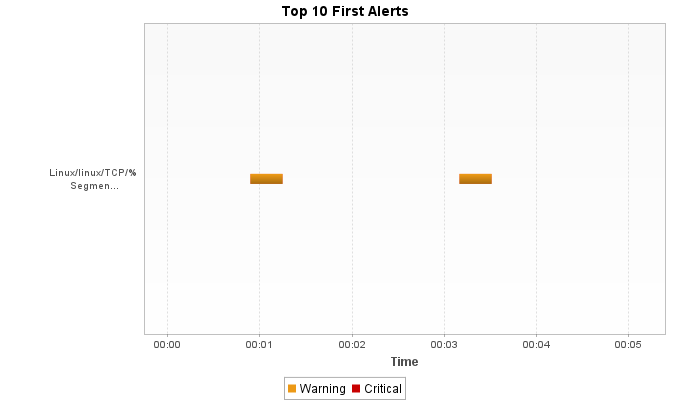 Top 10 First Alerts
Linux/linux/TCP/%
Segmen...
00:00 00:01 00:02 00:03 00:04 00:05
Time
Warning Critical